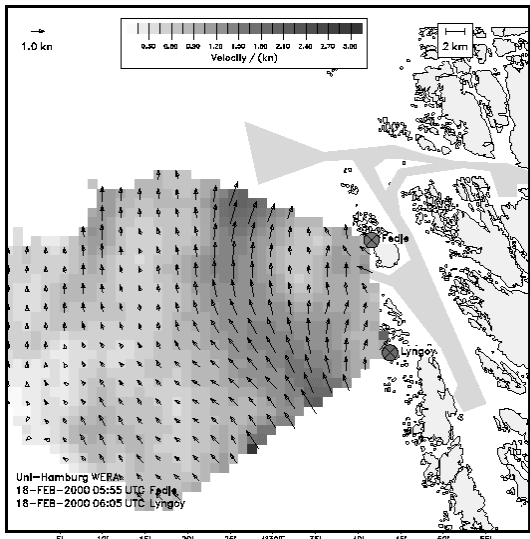 1.0 kn
2 km
0.30 0.60 0.90 1.20 1.50 1.80 2.10 2.40 2.70 3.00
Velocity / (kn)
Fedje
Lyngoy
Uni-Hamburg WERA
18-FEB-2000 05:55 UTC Fedje
18-FEB-2000 06:05 UTC Lyngoy